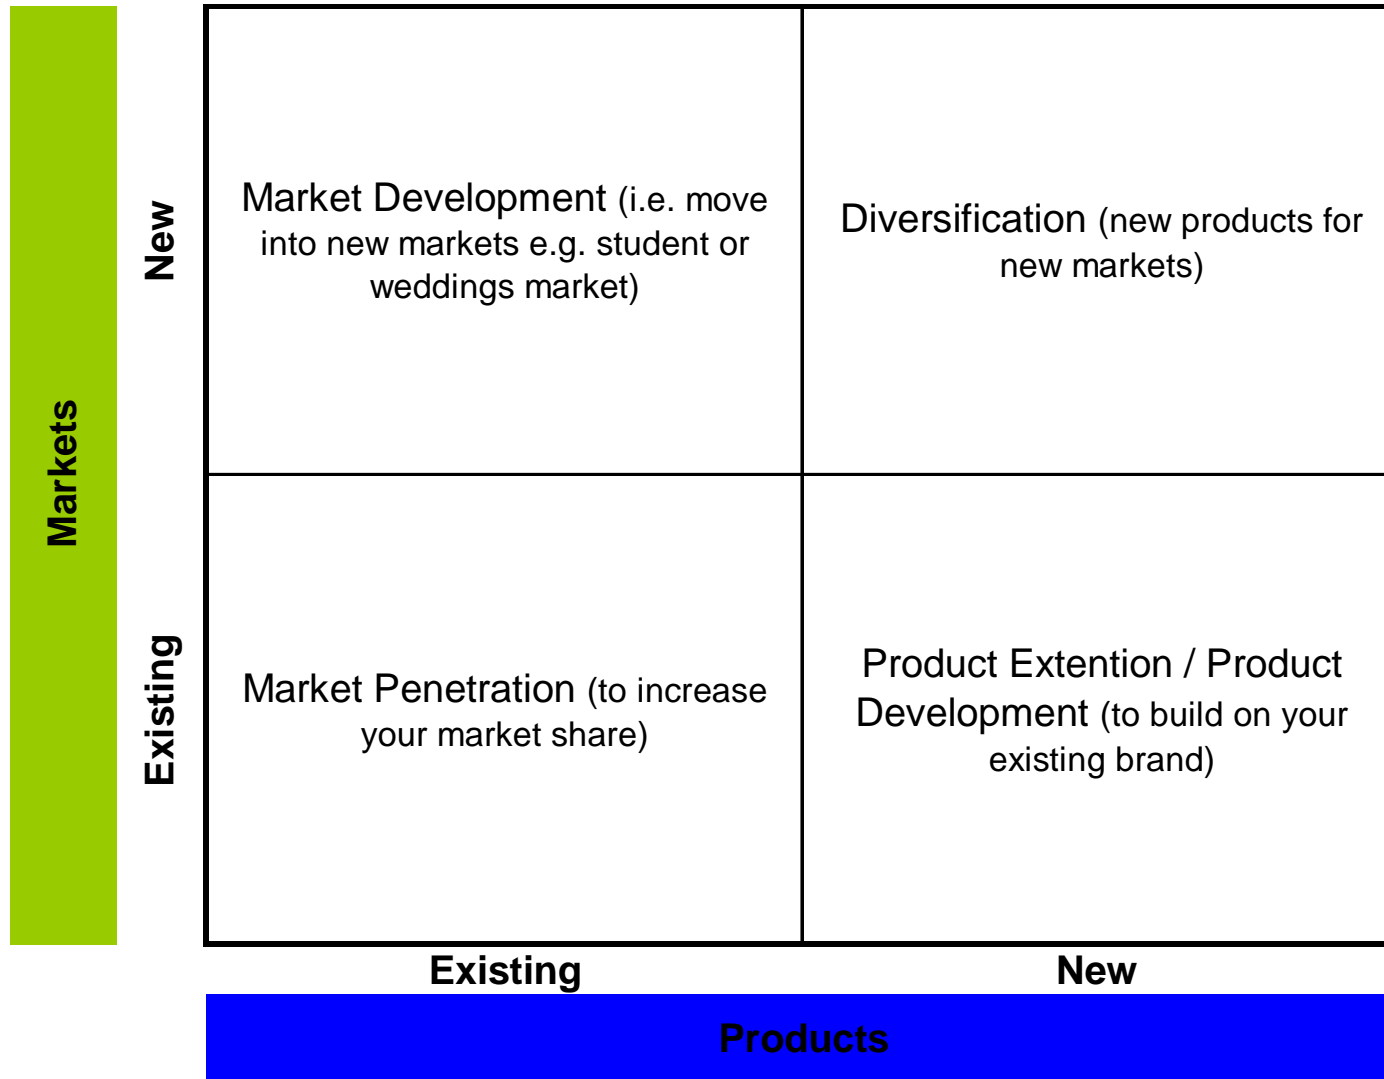 Markets
New
Market Development (i.e. move
into new markets e.g. student or
weddings market)
Diversification (new products for
new markets)
Existing
Market Penetration (to increase
your market share)
Product Extention / Product
Development (to build on your
existing brand)
Existing
New
Products